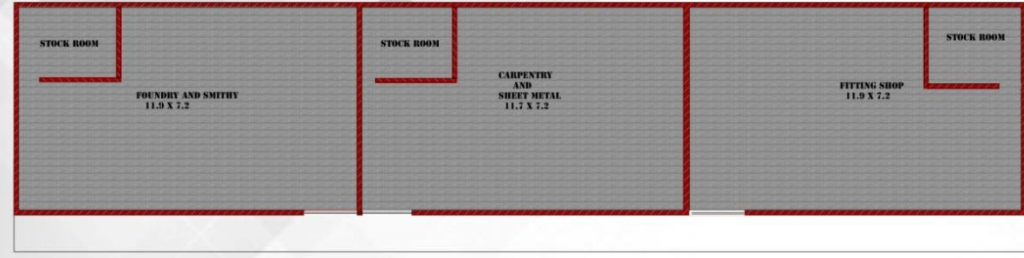 STOCK ROOM
FOUNDRY AND SMITHY
11.9 X 7.2
STOCK ROOM
CARPENTRY
AND
SHEET METAL
11.7 X 7.2
STOCK ROOM
FITTING SHOP
11.9 X 7.2